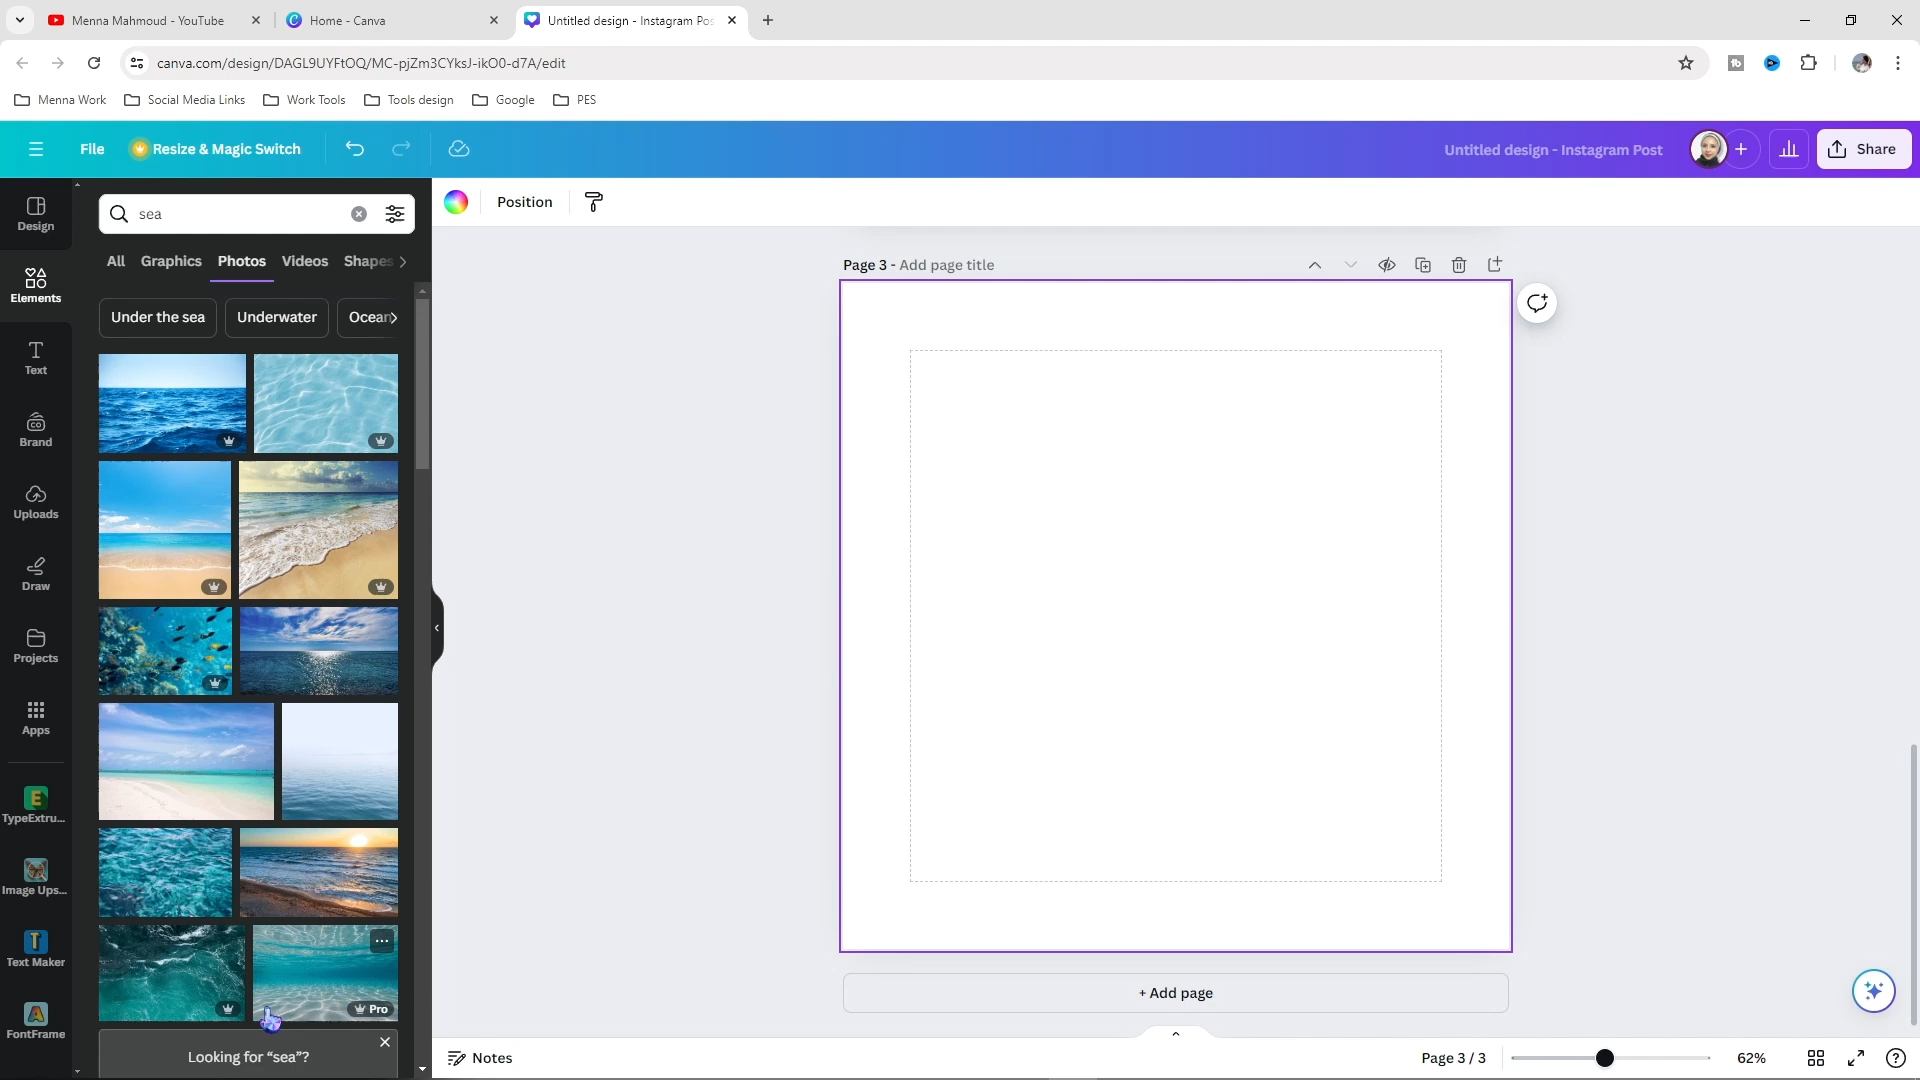 Menna Mahmoud - YouTube
Home - Canva
Untitled design - Instagram Pos
canva.com/design/DAGL9UYFtOQ/MC-pjZm3CYksJ-ikO0-d7A/edit
Menna Work
Social Media Links
Work Tools
Tools design
Google
PES
File
Resize & Magic Switch
Untitled design - Instagram Post
Share
Design
Elements
Text
Brand
Uploads
Draw
Projects
Apps
TypeExtru...
Image Ups...
Text Maker
FontFrame
sea
All
Graphics
Photos
Videos
Shapes
Under the sea
Underwater
Ocean
Pro
Looking for “sea”?
Position
Page 3 - Add page title
+ Add page
Notes
Page 3 / 3
62%